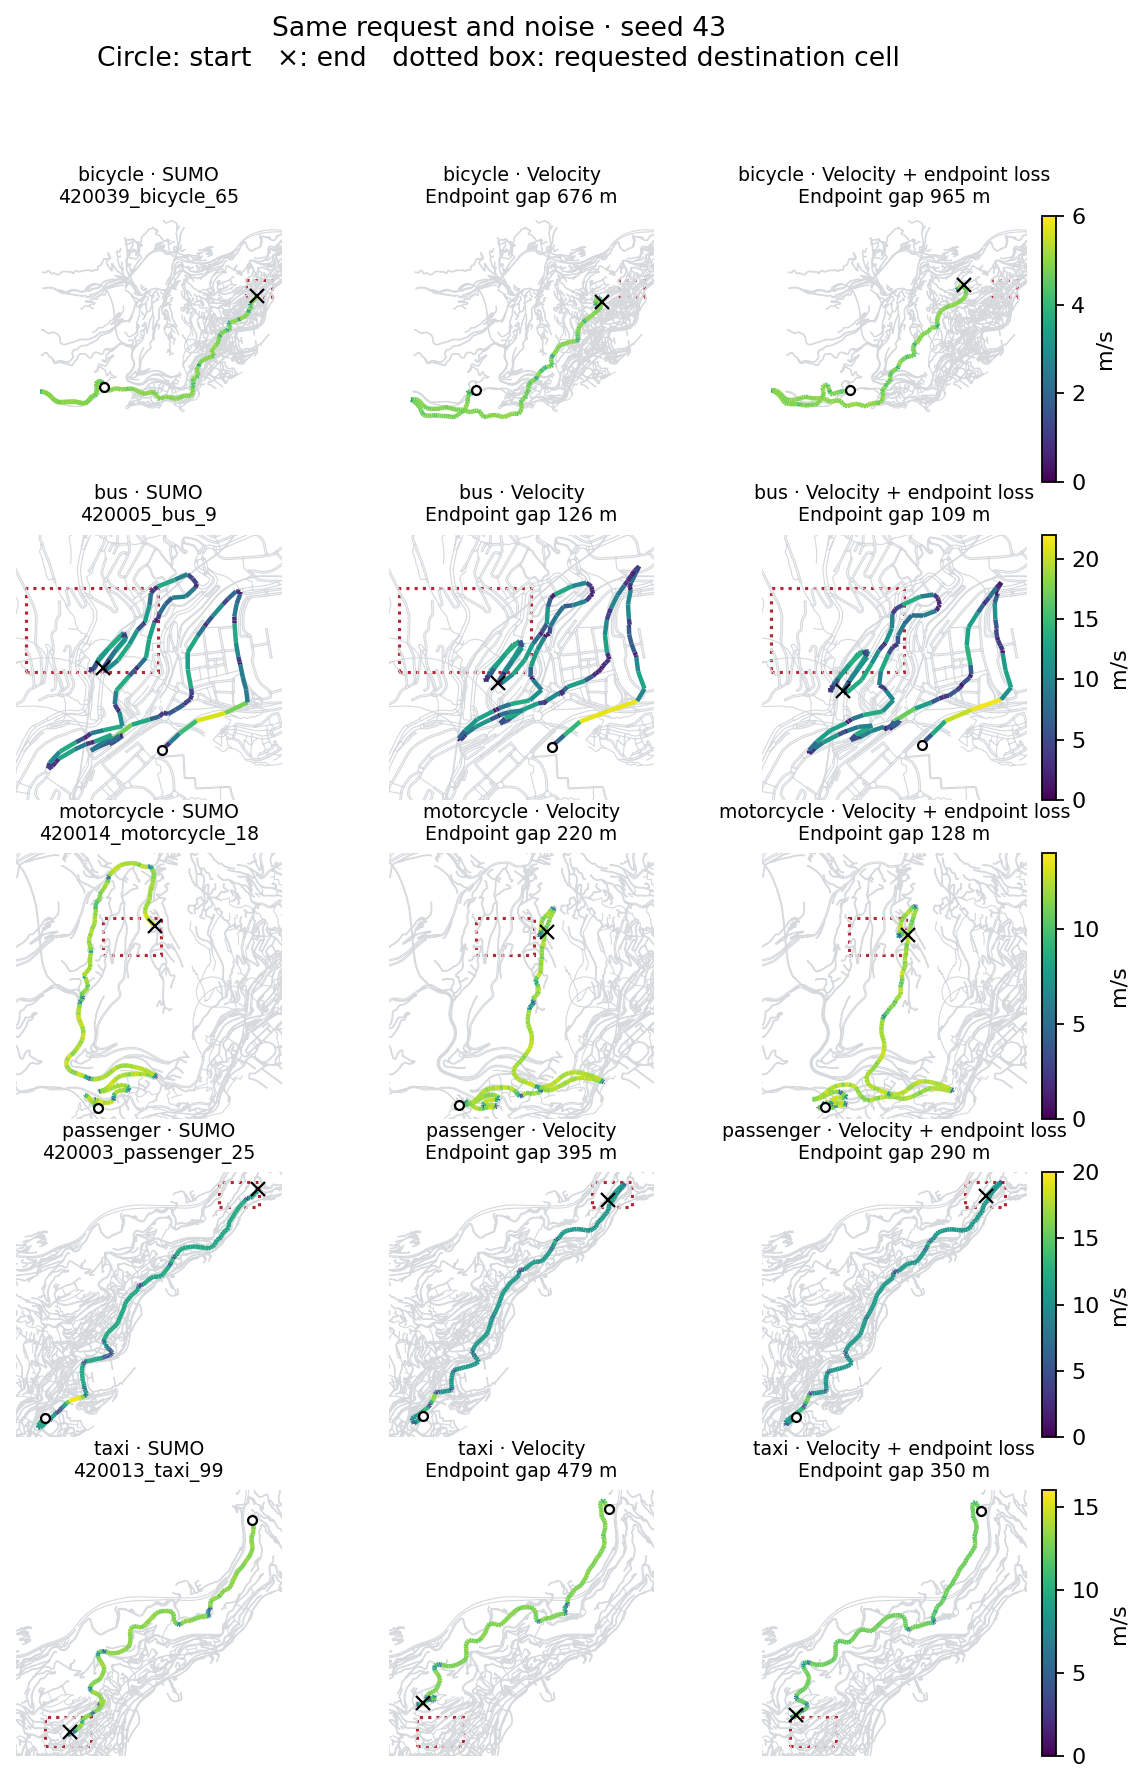 Same request and noise · seed 43
Circle: start   ×: end   dotted box: requested destination cell
bicycle · SUMO
420039_bicycle_65
bicycle · Velocity
Endpoint gap 676 m
bicycle · Velocity + endpoint loss
Endpoint gap 965 m
6
4
2
0
m/s
bus · SUMO
420005_bus_9
bus · Velocity
Endpoint gap 126 m
bus · Velocity + endpoint loss
Endpoint gap 109 m
20
15
10
5
0
m/s
motorcycle · SUMO
420014_motorcycle_18
motorcycle · Velocity
Endpoint gap 220 m
motorcycle · Velocity + endpoint loss
Endpoint gap 128 m
10
5
0
m/s
passenger · SUMO
420003_passenger_25
passenger · Velocity
Endpoint gap 395 m
passenger · Velocity + endpoint loss
Endpoint gap 290 m
20
15
10
5
0
m/s
taxi · SUMO
420013_taxi_99
taxi · Velocity
Endpoint gap 479 m
taxi · Velocity + endpoint loss
Endpoint gap 350 m
15
10
5
0
m/s